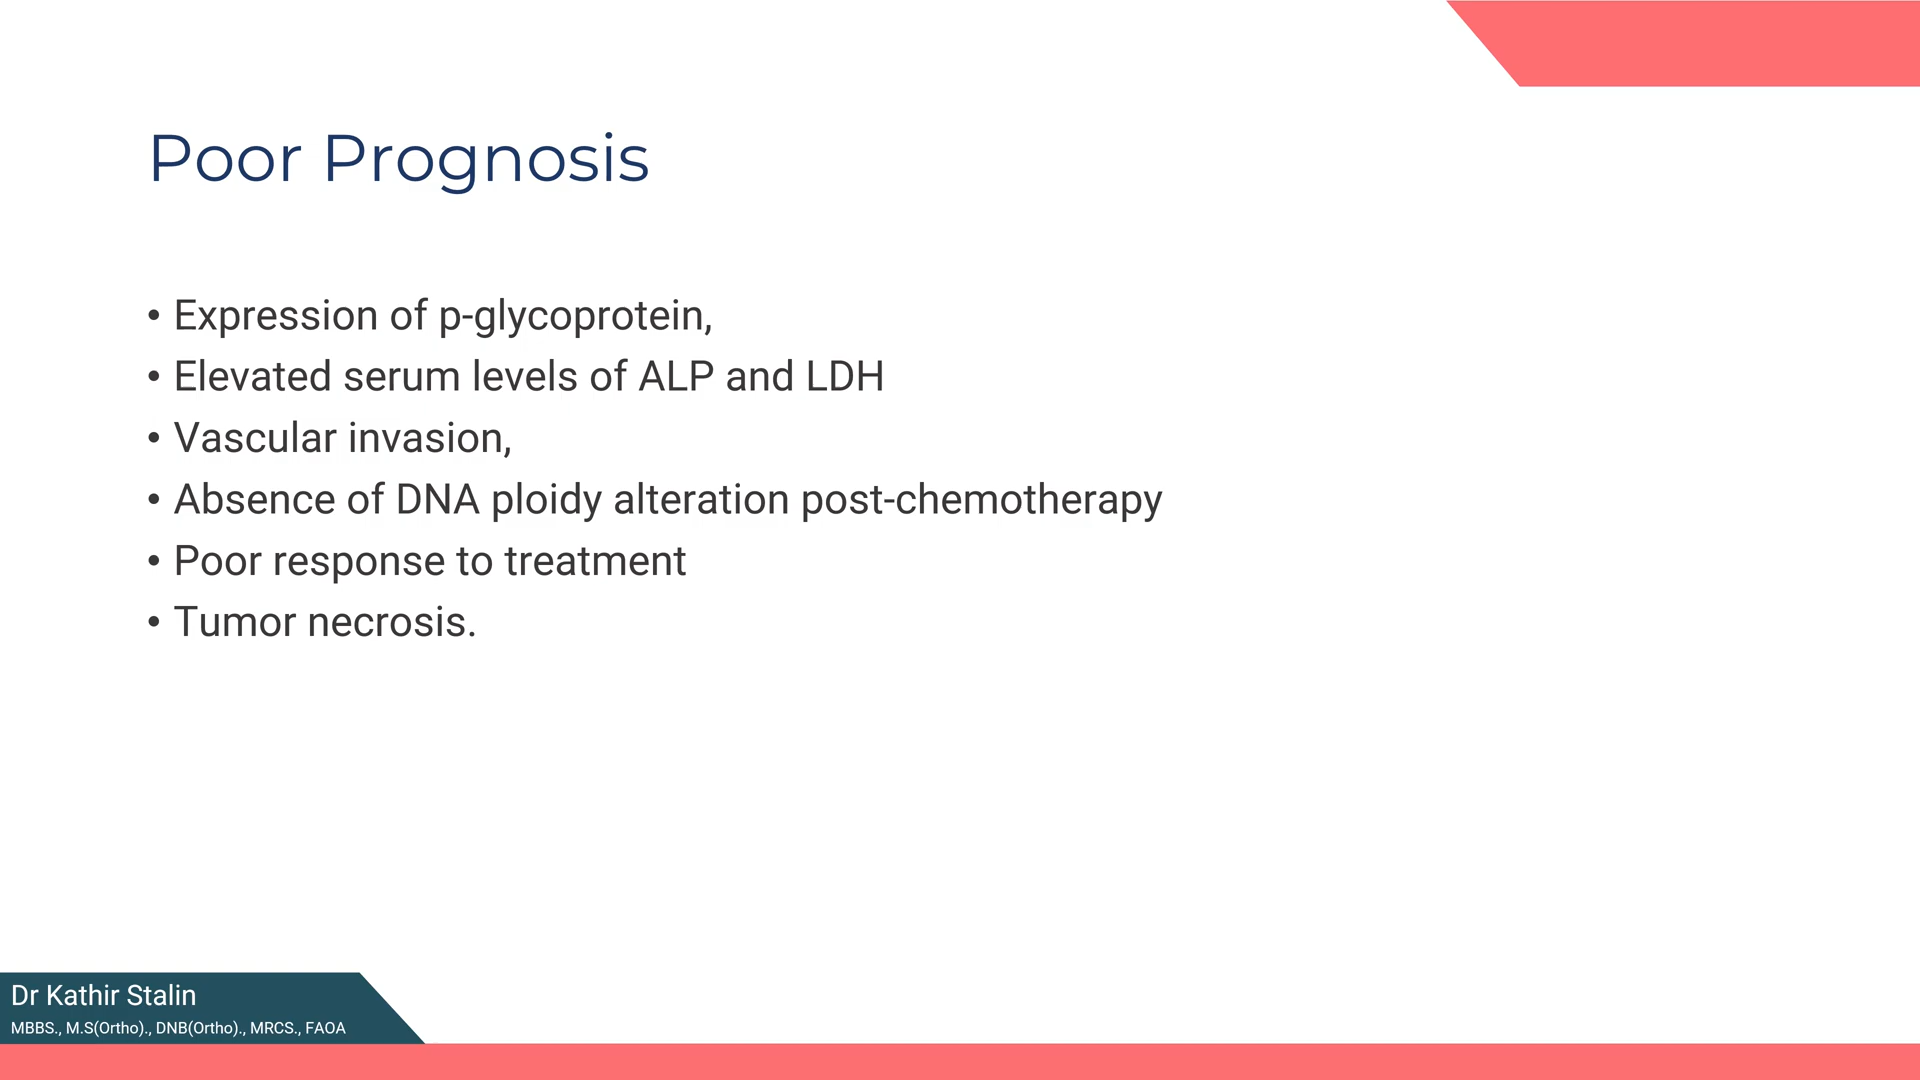 Poor Prognosis
• Expression of p-glycoprotein,
• Elevated serum levels of ALP and LDH
• Vascular invasion,
• Absence of DNA ploidy alteration post-chemotherapy
• Poor response to treatment
• Tumor necrosis.
Dr Kathir Stalin
MBBS., M.S(Ortho)., DNB(Ortho)., MRCS., FAOA